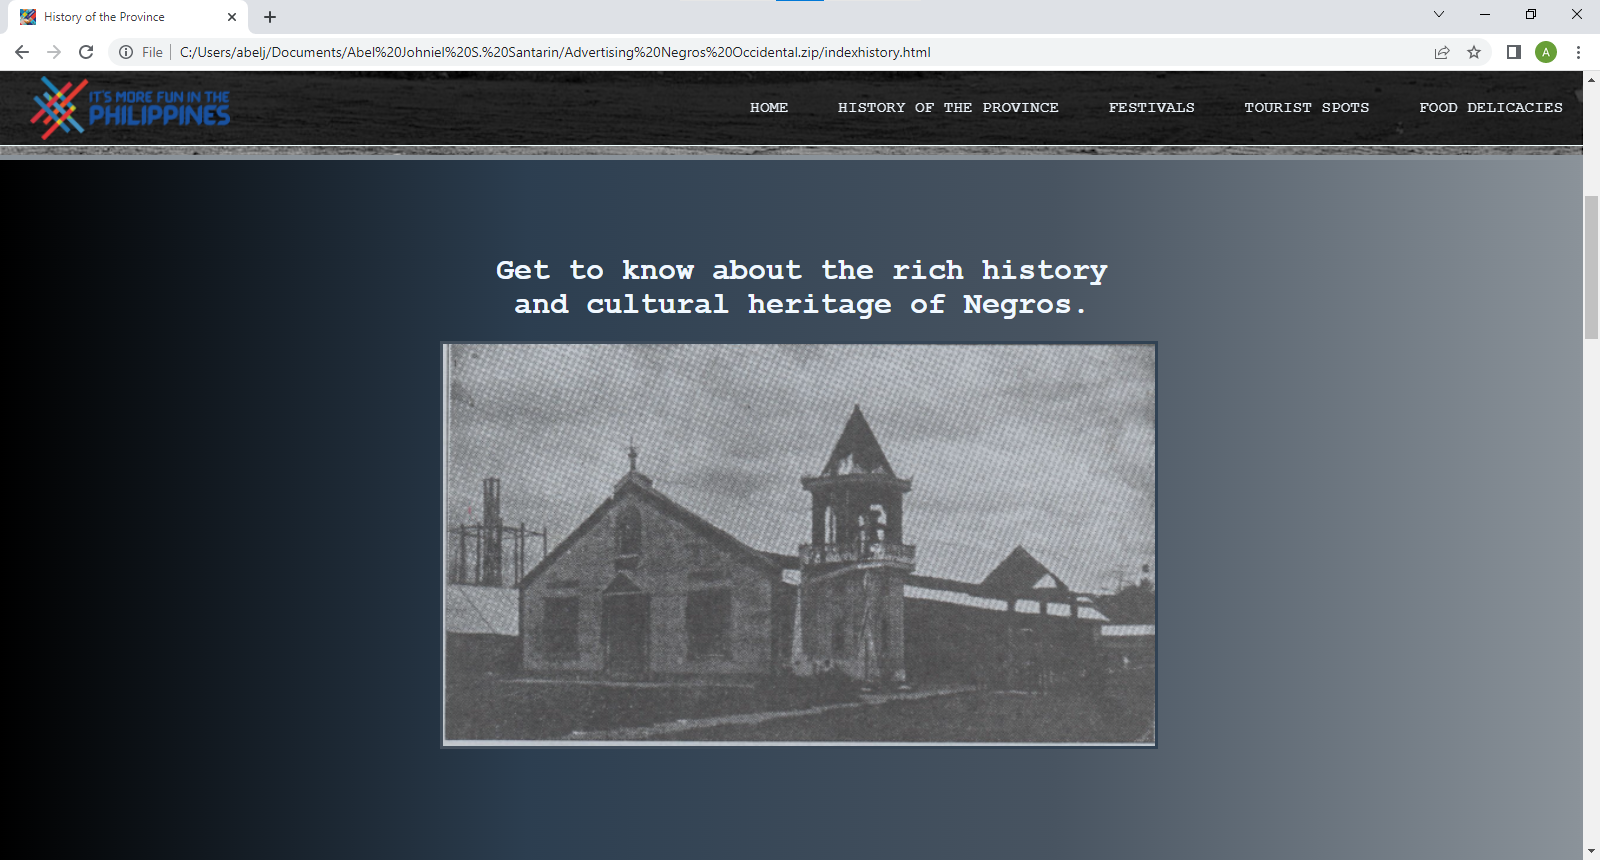 History of the Province
File
C:/Users/abelj/Documents/Abel%20Johniel%20S.%20Santarin/Advertising%20Negros%20Occidental.zip/indexhistory.html
A
IT'S MORE FUN IN THE
PHILIPPINES
HOME
HISTORY OF THE PROVINCE
FESTIVALS
TOURIST SPOTS
FOOD DELICACIES
Get to know about the rich history
and cultural heritage of Negros.